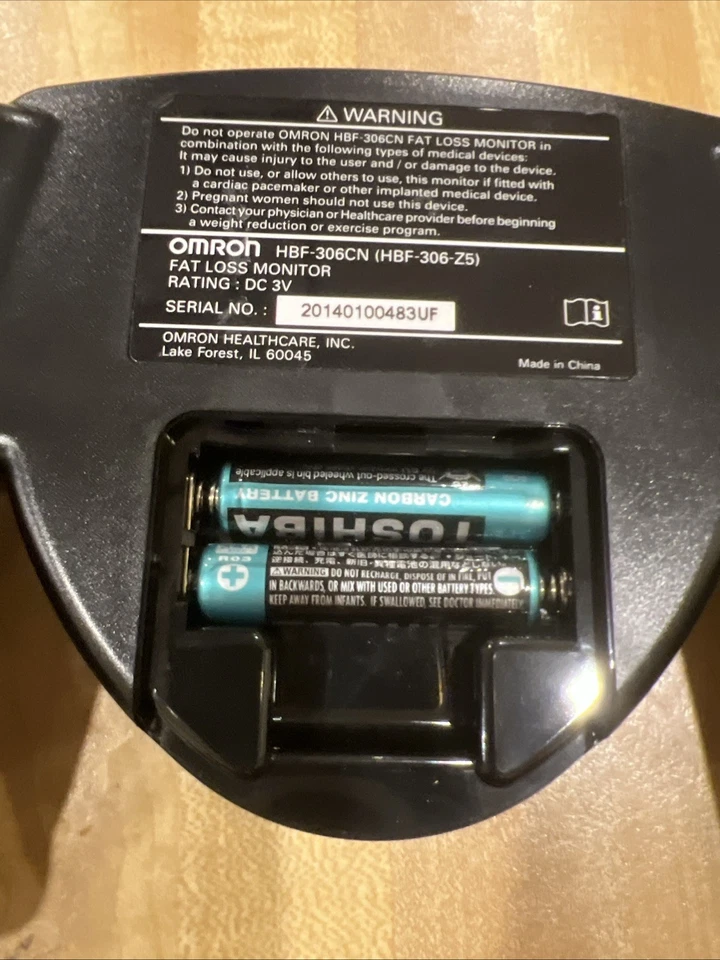 ⚠ WARNING
Do not operate OMRON HBF-306CN FAT LOSS MONITOR in
combination with the following types of medical devices:
It may cause injury to the user and / or damage to the device.
1) Do not use, or allow others to use, this monitor if fitted with
a cardiac pacemaker or other implanted medical device.
2) Pregnant women should not use this device.
3) Contact your physician or Healthcare provider before beginning
a weight reduction or exercise program.
OMRON HBF-306CN (HBF-306-Z5)
FAT LOSS MONITOR
RATING : DC 3V
SERIAL NO. : 20140100483UF
OMRON HEALTHCARE, INC.
Lake Forest, IL 60045
Made in China
The crossed-out wheeled bin is applicable
CARBON ZINC BATTERY
TOSHIBA
R03
⚠ WARNING DO NOT RECHARGE, DISPOSE OF IN FIRE, PUT
IN BACKWARDS, OR MIX WITH USED OR OTHER BATTERY TYPES
KEEP AWAY FROM INFANTS. IF SWALLOWED, SEE DOCTOR IMMEDIATELY